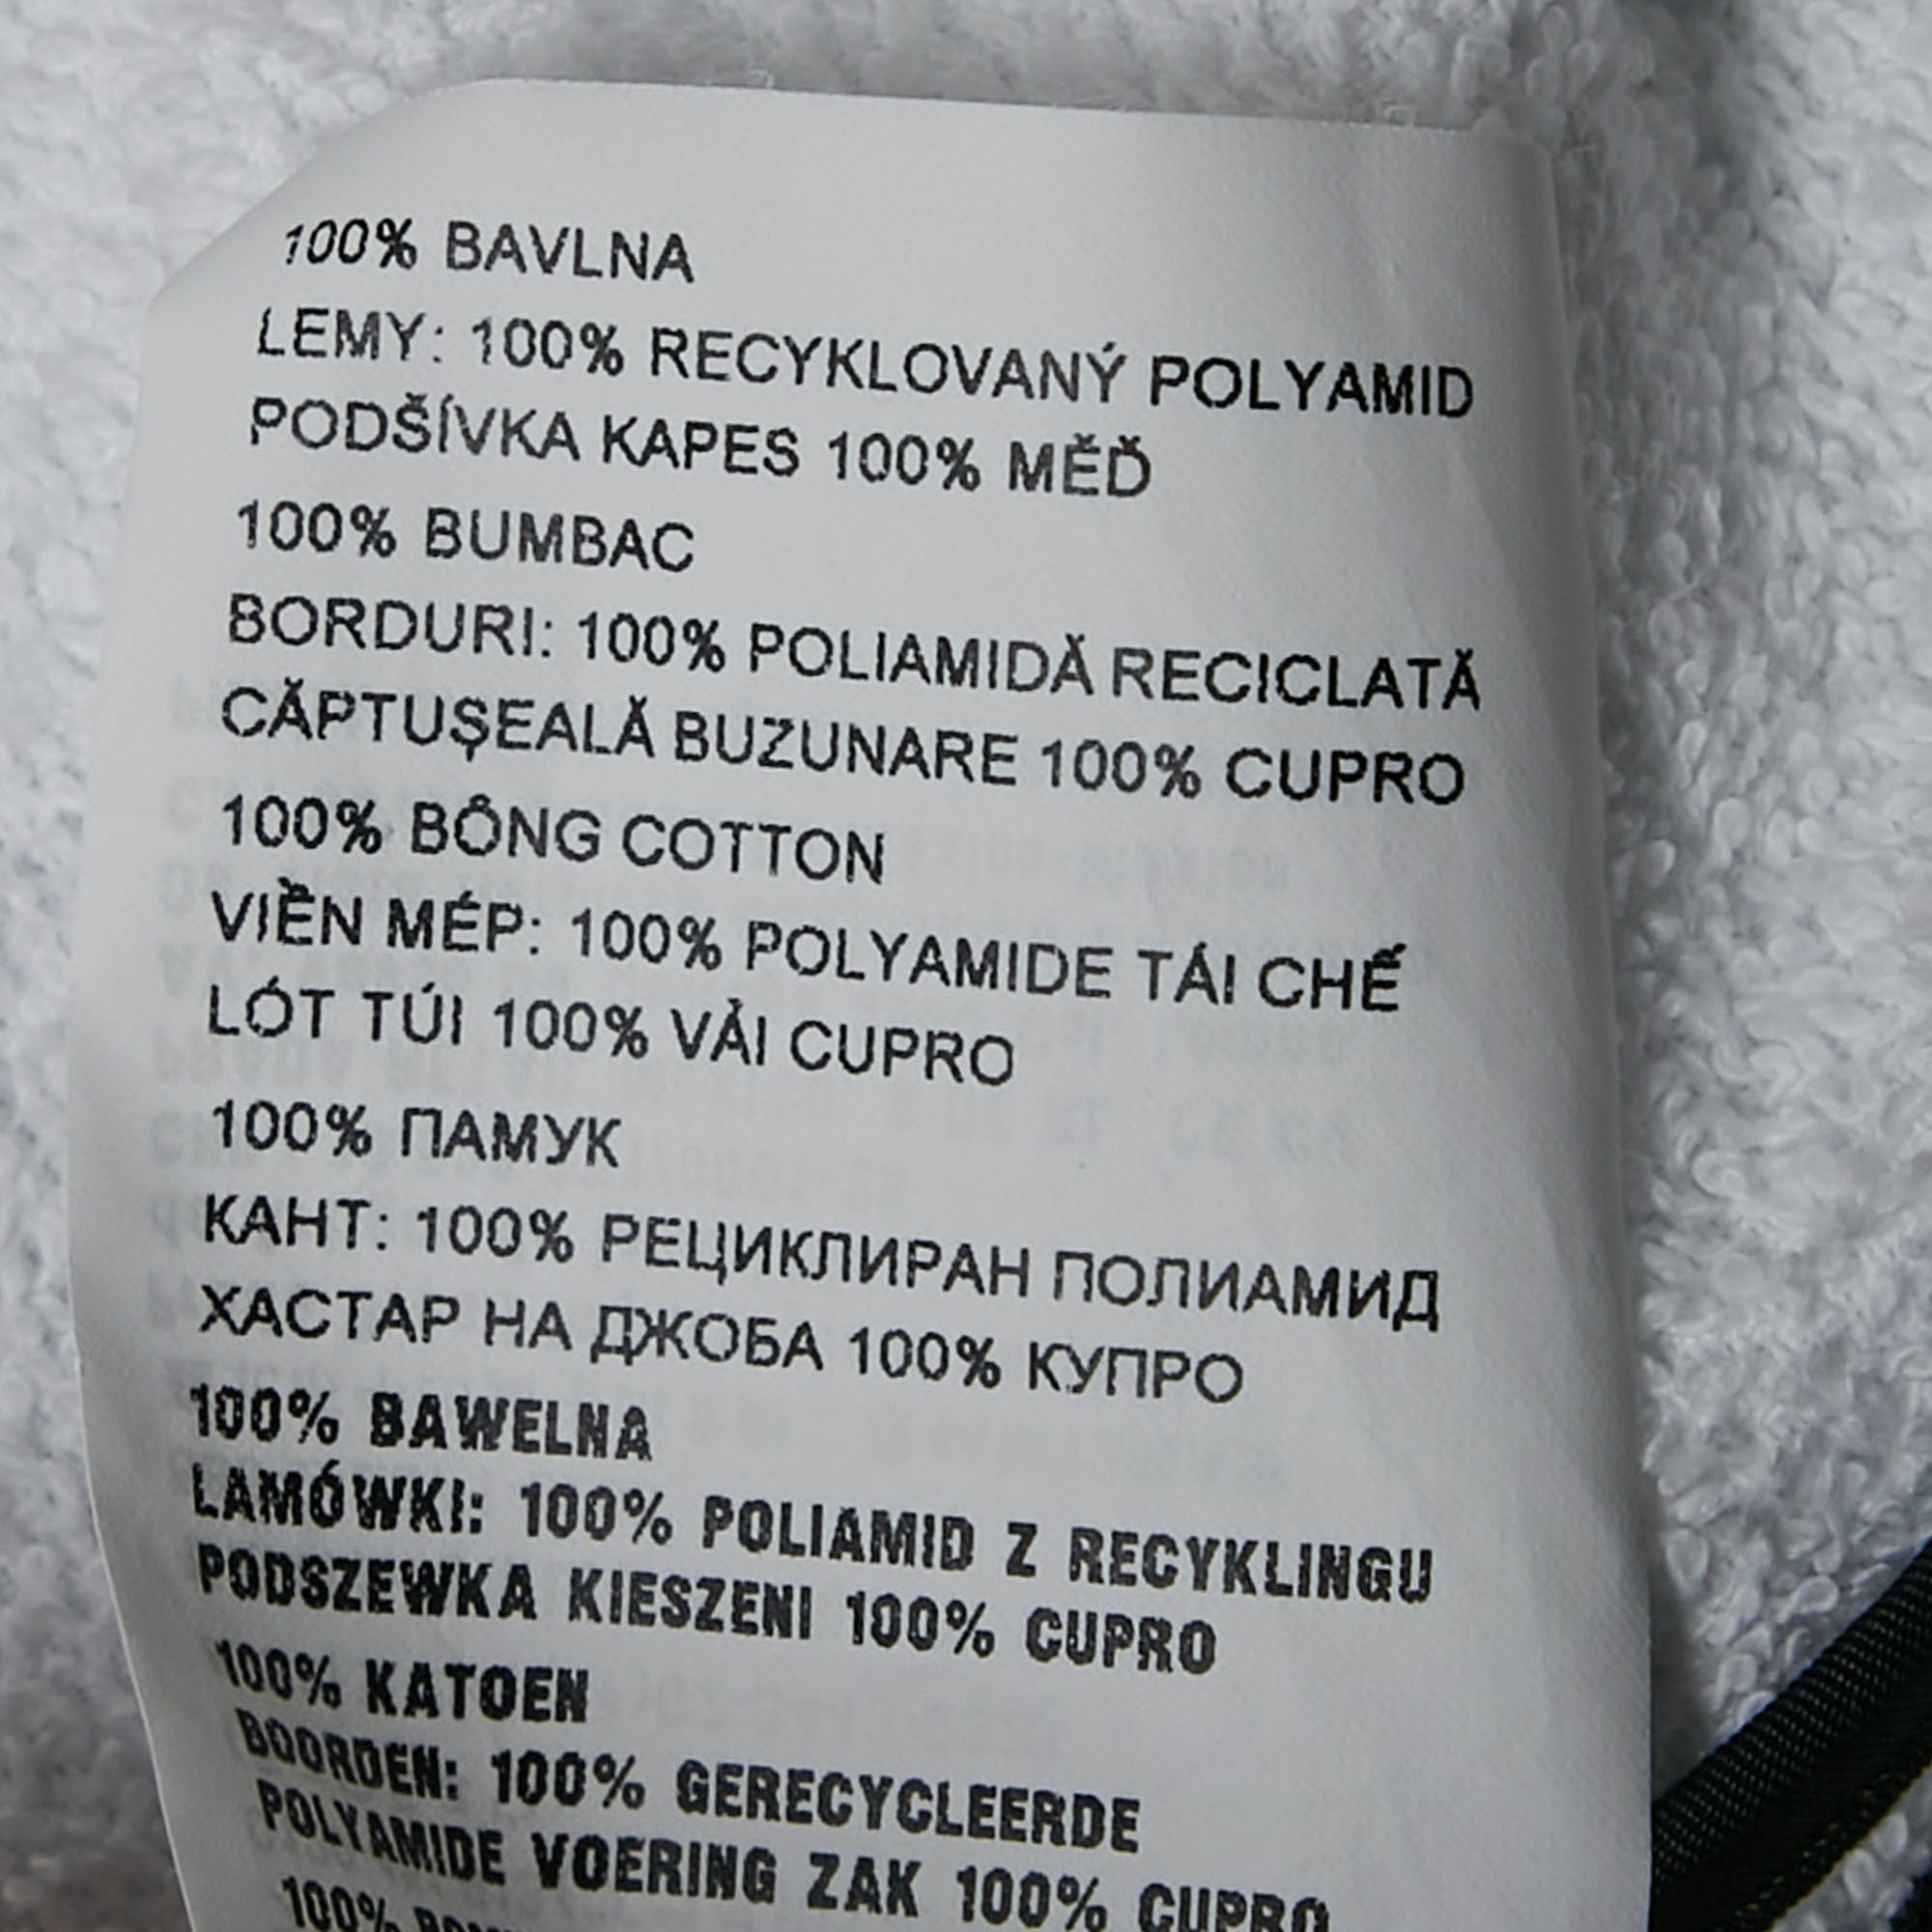 100% BAVLNA
LEMY: 100% RECYKLOVANÝ POLYAMID
PODŠÍVKA KAPES 100% MĚĎ
100% BUMBAC
BORDURI: 100% POLIAMIDĂ RECICLATĂ
CĂPTUȘEALĂ BUZUNARE 100% CUPRO
100% BÔNG COTTON
VIỀN MÉP: 100% POLYAMIDE TÁI CHẾ
LÓT TÚI 100% VẢI CUPRO
100% ПАМУК
КАНТ: 100% РЕЦИКЛИРАН ПОЛИАМИД
ХАСТАР НА ДЖОБА 100% КУПРО
100% BAWELNA
LAMÓWKI: 100% POLIAMID Z RECYKLINGU
PODSZEWKA KIESZENI 100% CUPRO
100% KATOEN
BOORDEN: 100% GERECYCLEERDE
POLYAMIDE VOERING ZAK 100% CUPRO
100%